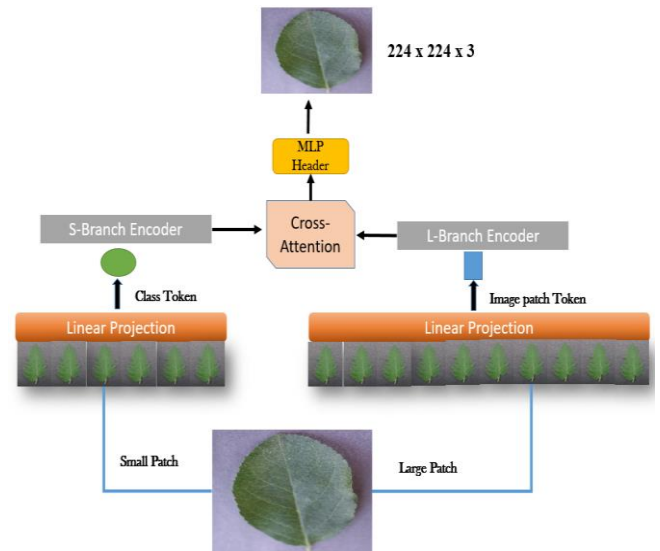 224 x 224 x 3
MLP
Header
S-Branch Encoder
Cross-
Attention
L-Branch Encoder
Class Token
Image patch Token
Linear Projection
Linear Projection
Small Patch
Large Patch